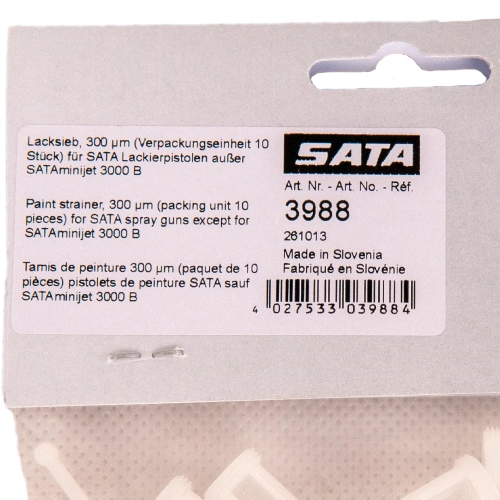 Lacksieb, 300 µm (Verpackungseinheit 10
Stück) für SATA Lackierpistolen außer
SATAminijet 3000 B
Paint strainer, 300 µm (packing unit 10
pieces) for SATA spray guns except for
SATAminijet 3000 B
Tamis de peinture 300 µm (paquet de 10
pièces) pistolets de peinture SATA sauf
SATAminijet 3000 B
SATA
Art. Nr. - Art. No. - Réf.
3988
261013
Made in Slovenia
Fabriqué en Slovénie
4 027533 039884